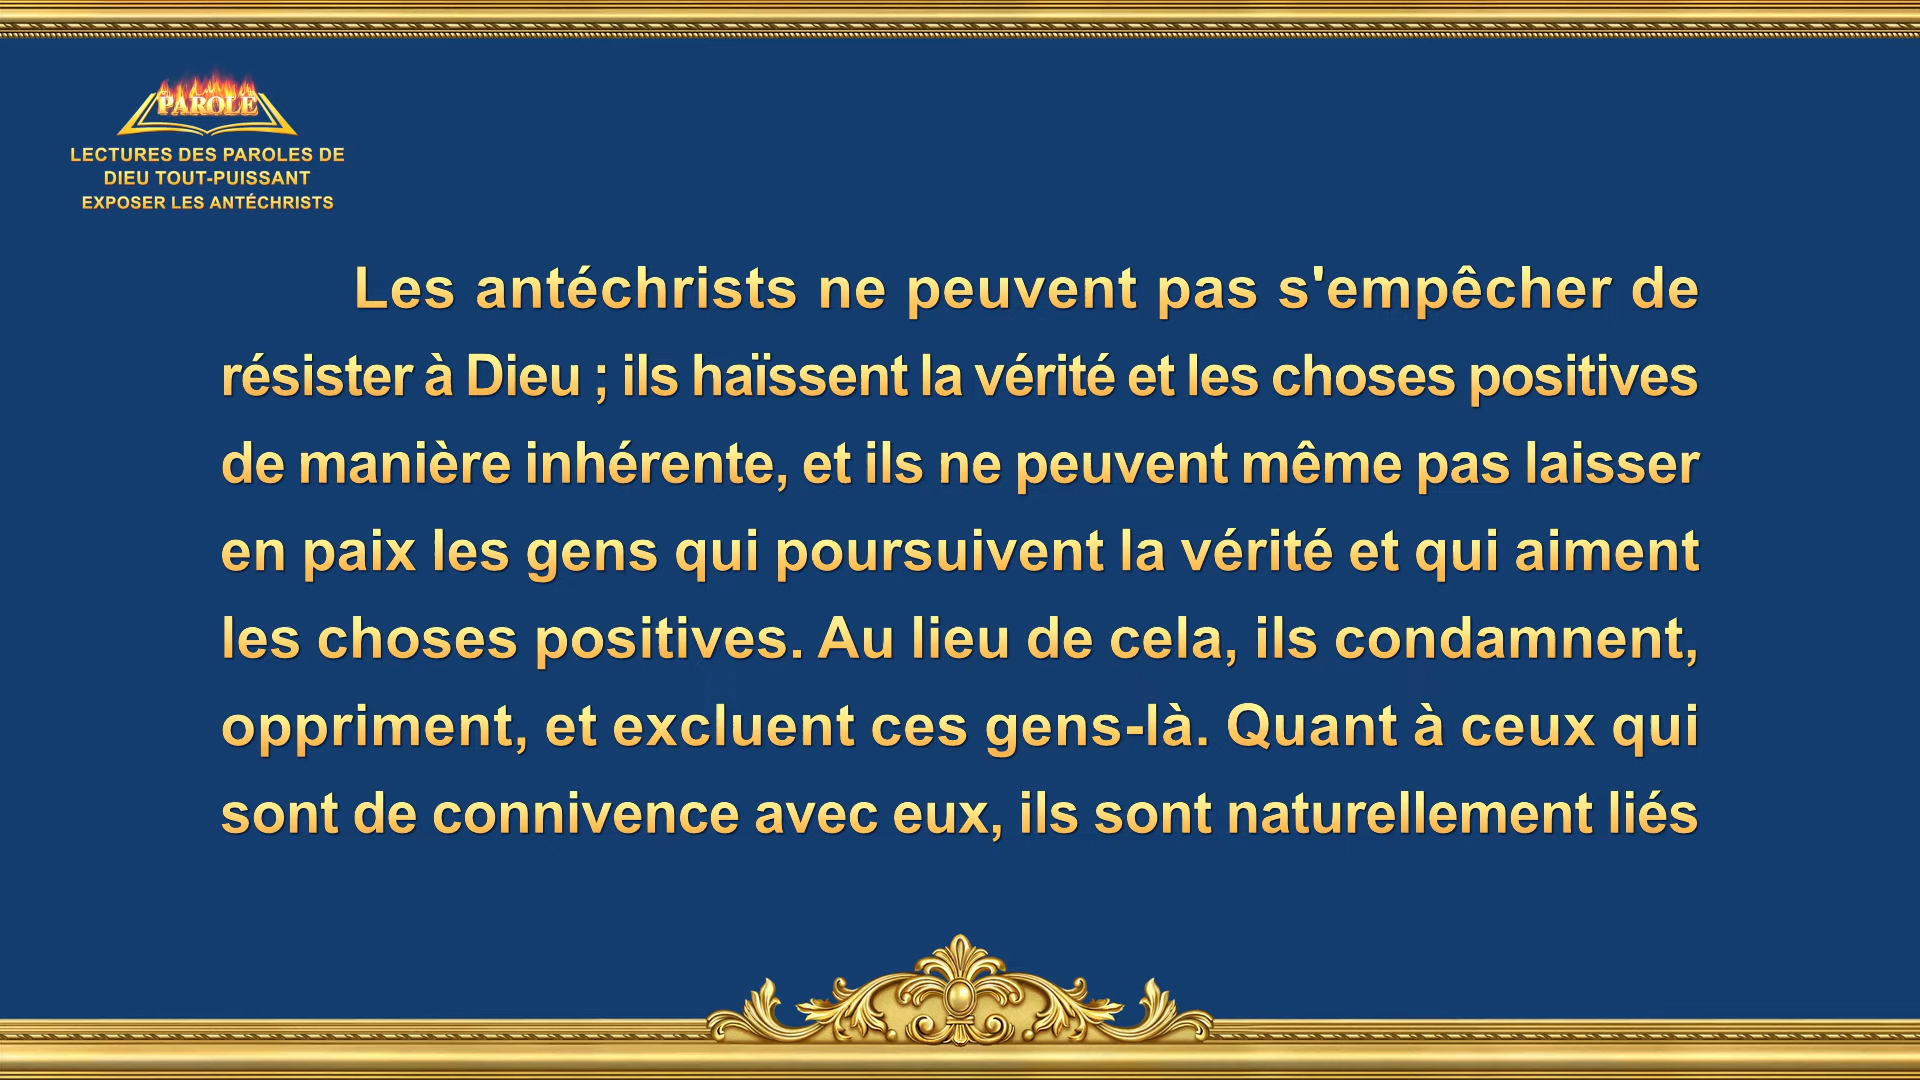 PAROLE
LECTURES DES PAROLES DE
DIEU TOUT-PUISSANT
EXPOSER LES ANTÉCHRISTS
Les antéchrists ne peuvent pas s'empêcher de
résister à Dieu ; ils haïssent la vérité et les choses positives
de manière inhérente, et ils ne peuvent même pas laisser
en paix les gens qui poursuivent la vérité et qui aiment
les choses positives. Au lieu de cela, ils condamnent,
oppriment, et excluent ces gens-là. Quant à ceux qui
sont de connivence avec eux, ils sont naturellement liés